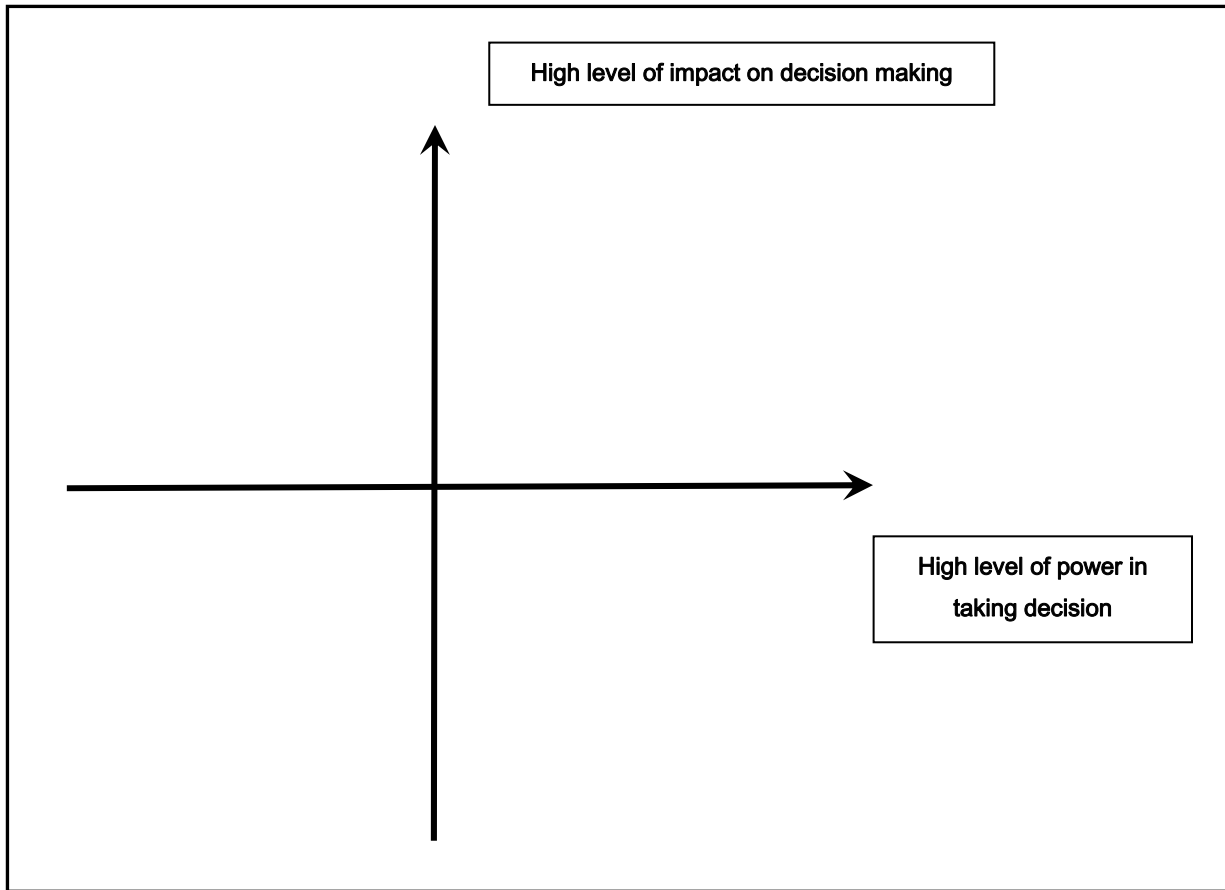 High level of impact on decision making
High level of power in
taking decision